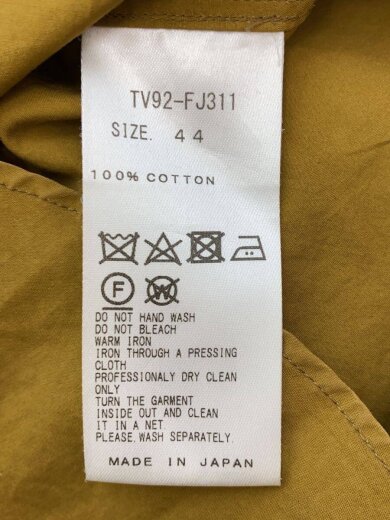 TV92-FJ311
SIZE. 44
100% COTTON
F W
DO NOT HAND WASH
DO NOT BLEACH
WARM IRON
IRON THROUGH A PRESSING
CLOTH
PROFESSIONALY DRY CLEAN
ONLY
TURN THE GARMENT
INSIDE OUT AND CLEAN
IT IN A NET.
PLEASE WASH SEPARATELY.
MADE IN JAPAN